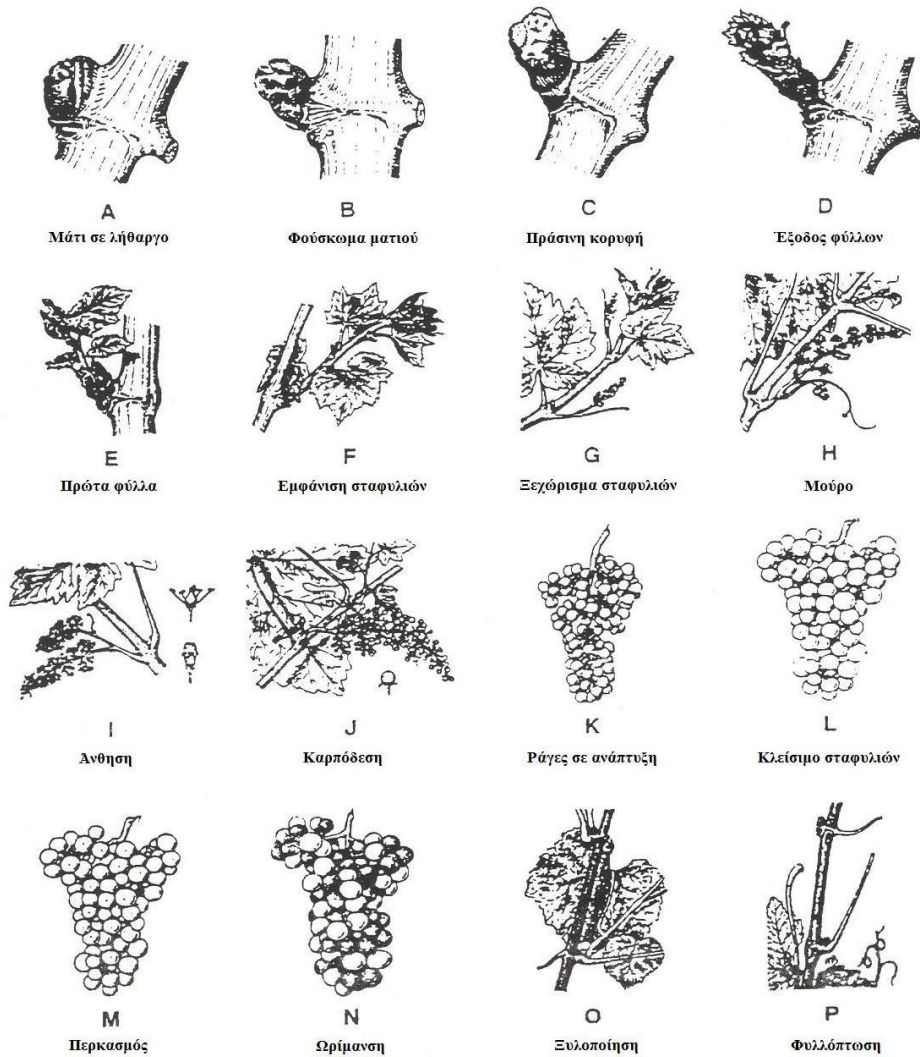 A B C D
Μάτι σε λήθαργο Φούσκωμα ματιού Πράσινη κορυφή Έξοδος φύλλων
E F G H
Πρώτα φύλλα Εμφάνιση σταφυλιών Ξεχώρισμα σταφυλιών Μούρο
I J K L
Άνθηση Καρπόδεση Ράγες σε ανάπτυξη Κλείσιμο σταφυλιών
M N O P
Περκασμός Ωρίμανση Ξυλοποίηση Φυλλόπτωση